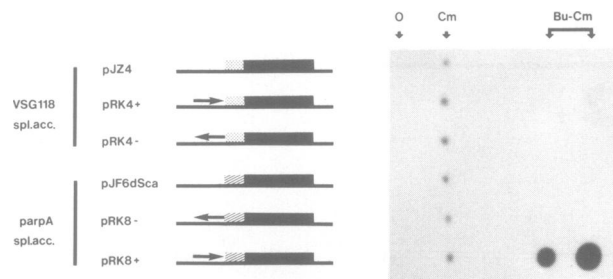 O Cm Bu-Cm
pJZ4
VSG118 spl.acc.
pRK4+
pRK4-
pJF6dSca
parpA spl.acc.
pRK8-
pRK8+